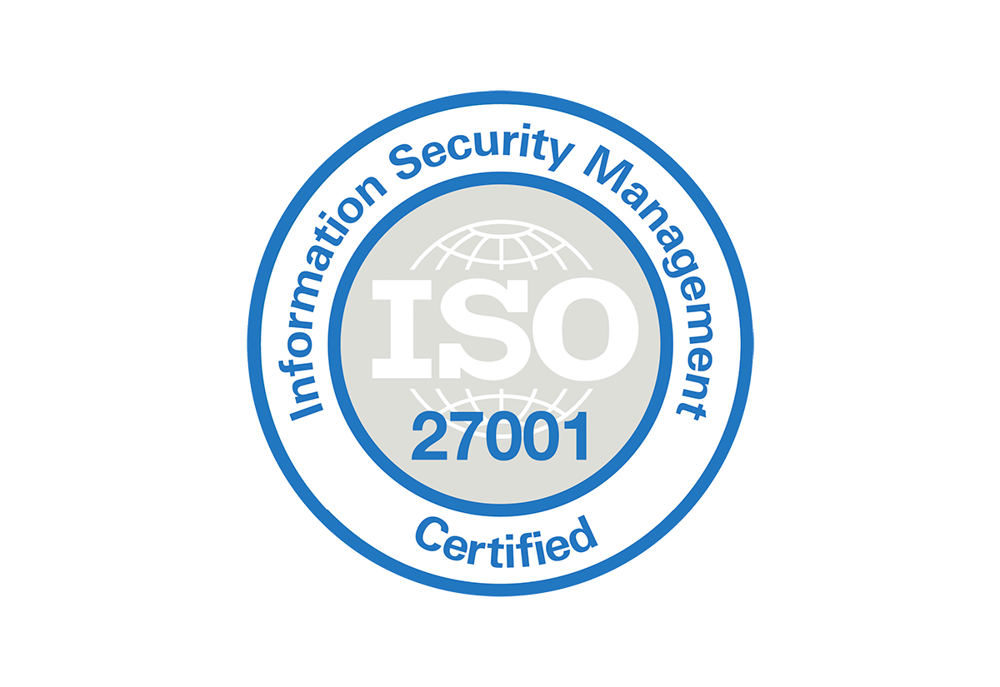 Information Security Management
ISO
27001
Certified